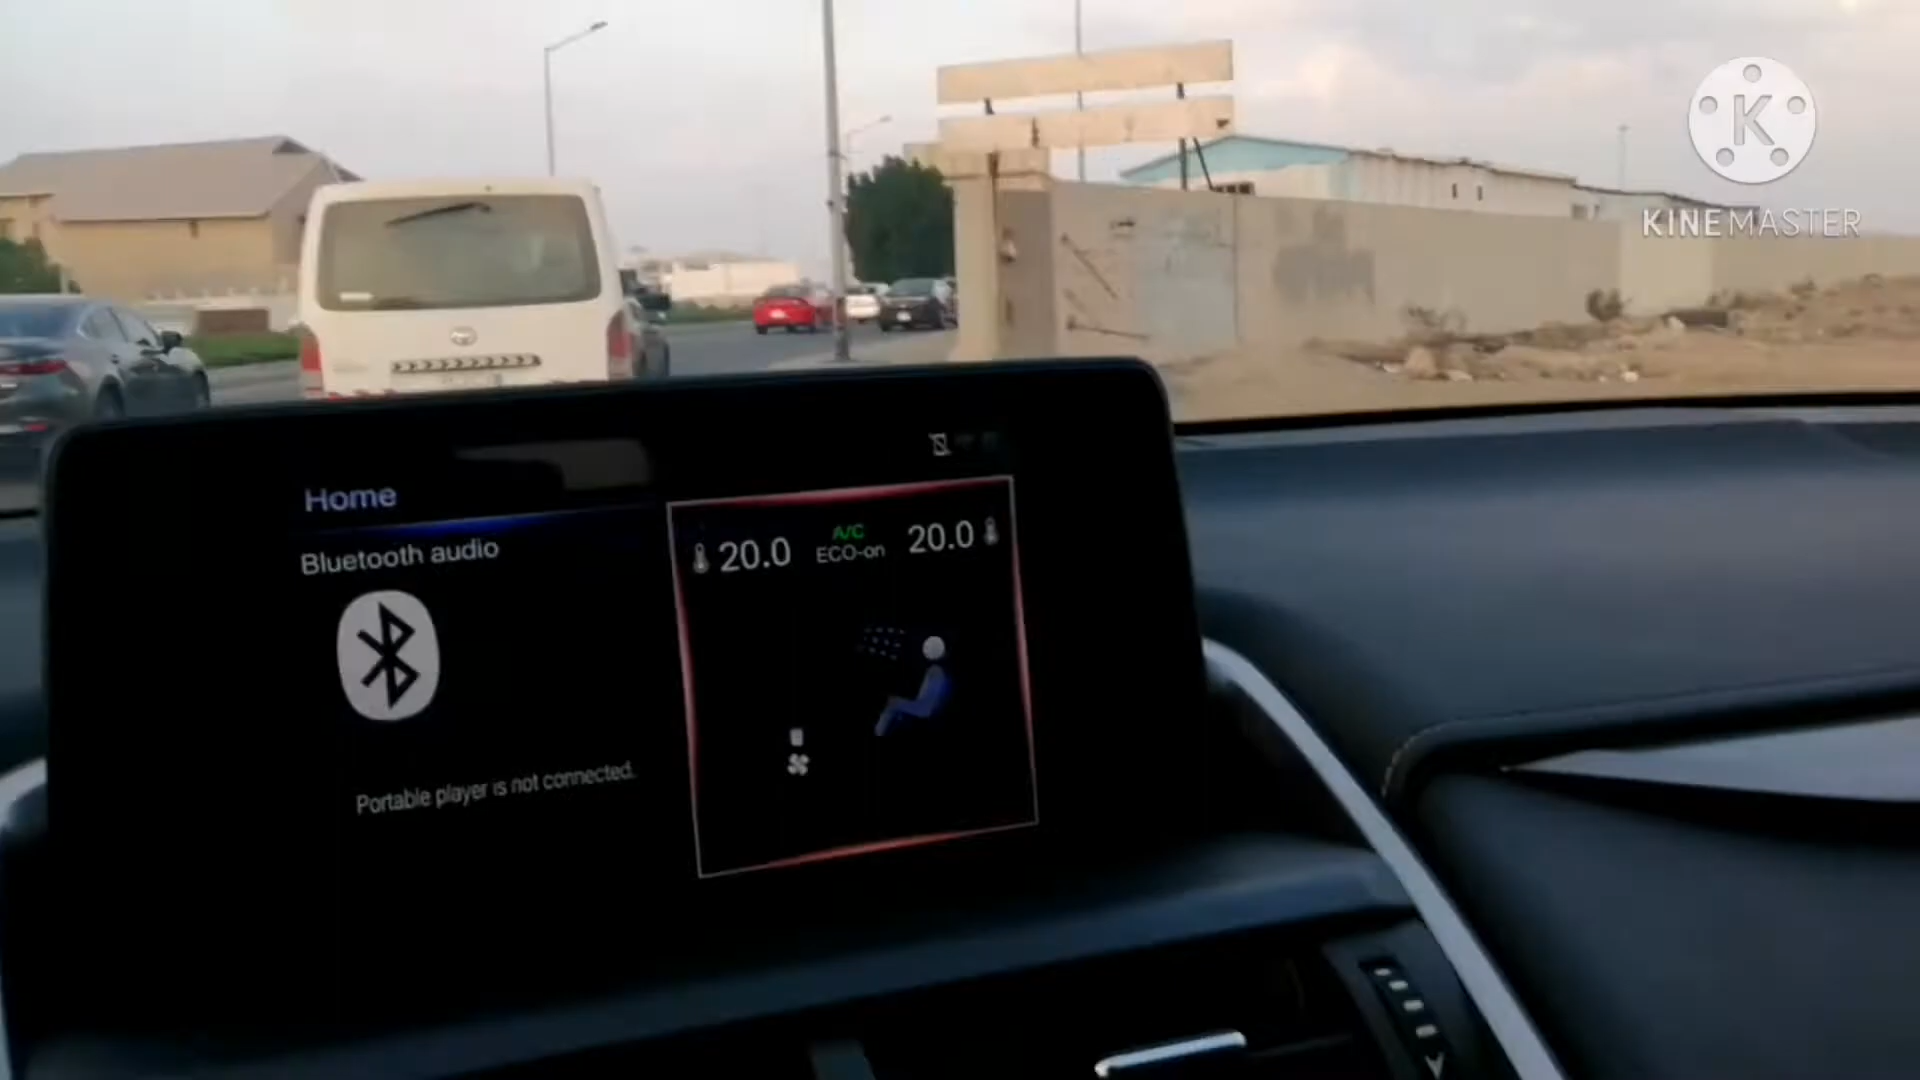 K
KINEMASTER
Home
Bluetooth audio
20.0
A/C
ECO-on
20.0
Portable player is not connected.